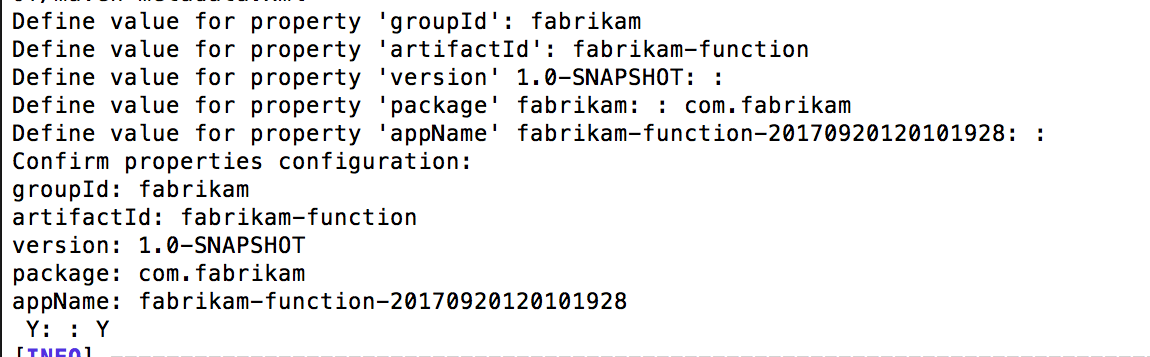 Define value for property 'groupId': fabrikam
Define value for property 'artifactId': fabrikam-function
Define value for property 'version' 1.0-SNAPSHOT: :
Define value for property 'package' fabrikam: : com.fabrikam
Define value for property 'appName' fabrikam-function-20170920120101928: :
Confirm properties configuration:
groupId: fabrikam
artifactId: fabrikam-function
version: 1.0-SNAPSHOT
package: com.fabrikam
appName: fabrikam-function-20170920120101928
 Y: : Y
[INFO] ------------------------------------------------------------------------